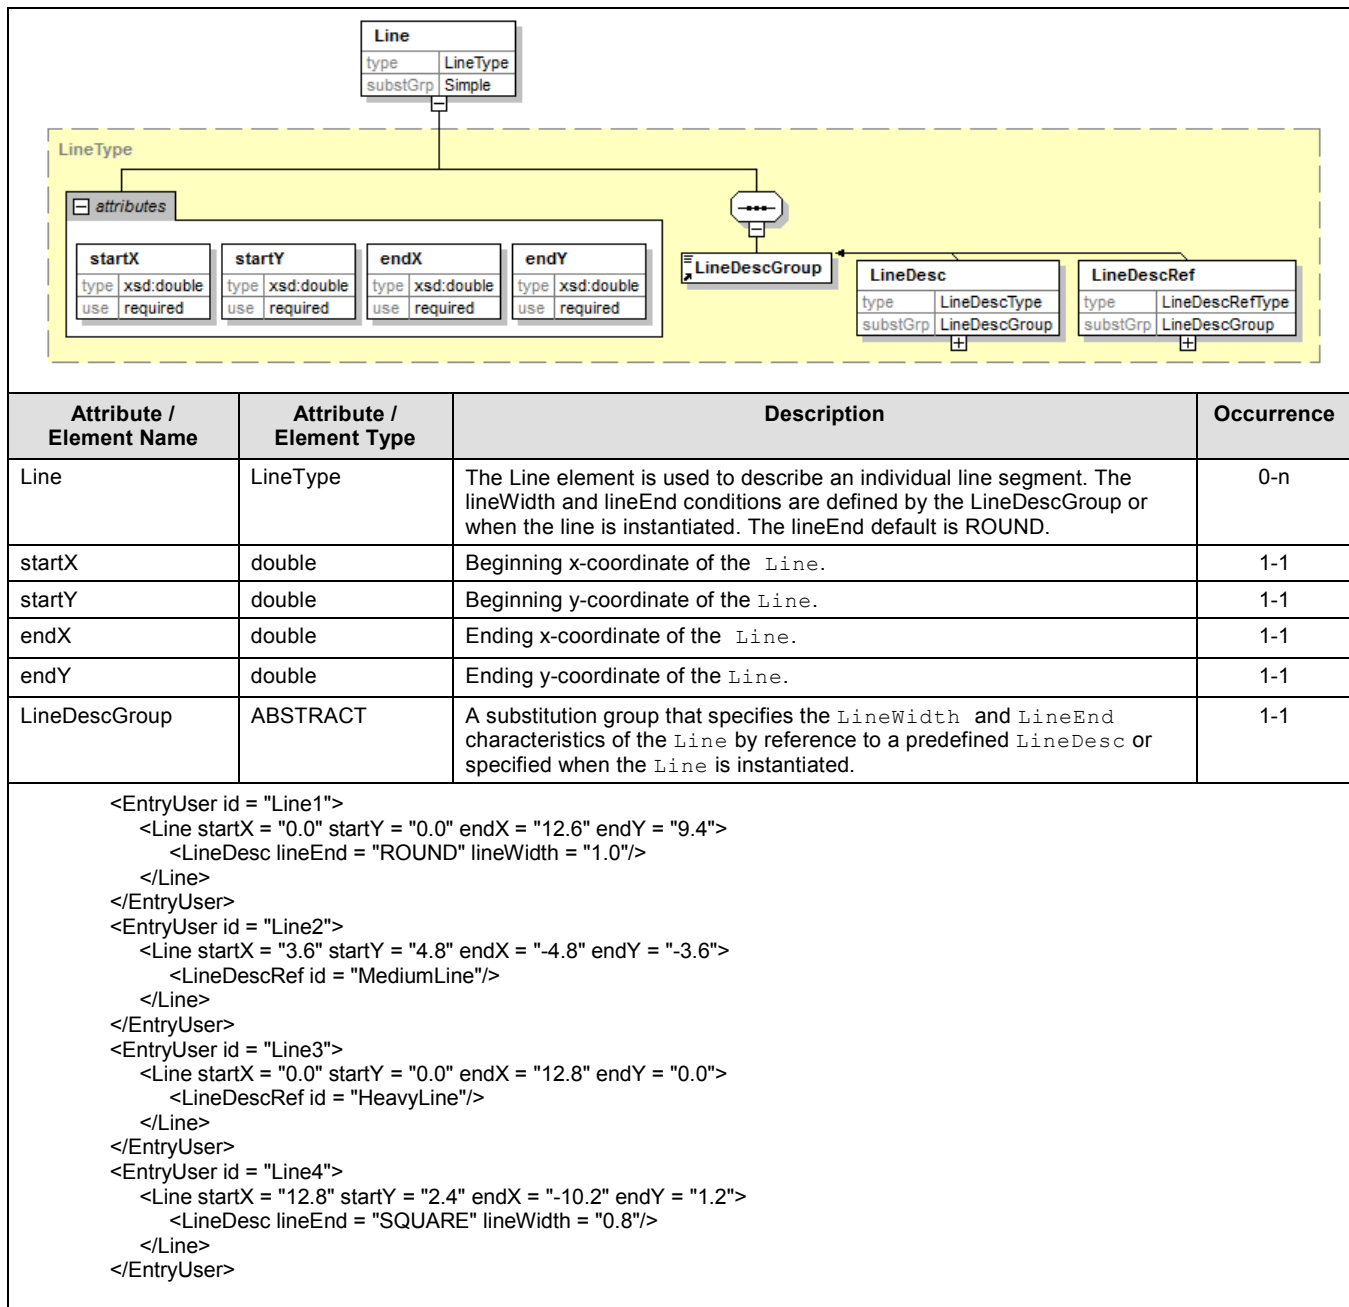 Line
type LineType
substGrp Simple
LineType
attributes
startX
type xsd:double
use required
startY
type xsd:double
use required
endX
type xsd:double
use required
endY
type xsd:double
use required
LineDescGroup
LineDesc
type LineDescType
substGrp LineDescGroup
LineDescRef
type LineDescRefType
substGrp LineDescGroup
Attribute / Element Name
Attribute / Element Type
Description
Occurrence
Line
LineType
The Line element is used to describe an individual line segment. The
lineWidth and lineEnd conditions are defined by the LineDescGroup or
when the line is instantiated. The lineEnd default is ROUND.
0-n
startX
double
Beginning x-coordinate of the Line.
1-1
startY
double
Beginning y-coordinate of the Line.
1-1
endX
double
Ending x-coordinate of the Line.
1-1
endY
double
Ending y-coordinate of the Line.
1-1
LineDescGroup
ABSTRACT
A substitution group that specifies the LineWidth and LineEnd
characteristics of the Line by reference to a predefined LineDesc or
specified when the Line is instantiated.
1-1
<EntryUser id = "Line1">
<Line startX = "0.0" startY = "0.0" endX = "12.6" endY = "9.4">
<LineDesc lineEnd = "ROUND" lineWidth = "1.0"/>
</Line>
</EntryUser>
<EntryUser id = "Line2">
<Line startX = "3.6" startY = "4.8" endX = "-4.8" endY = "-3.6">
<LineDescRef id = "MediumLine"/>
</Line>
</EntryUser>
<EntryUser id = "Line3">
<Line startX = "0.0" startY = "0.0" endX = "12.8" endY = "0.0">
<LineDescRef id = "HeavyLine"/>
</Line>
</EntryUser>
<EntryUser id = "Line4">
<Line startX = "12.8" startY = "2.4" endX = "-10.2" endY = "1.2">
<LineDesc lineEnd = "SQUARE" lineWidth = "0.8"/>
</Line>
</EntryUser>